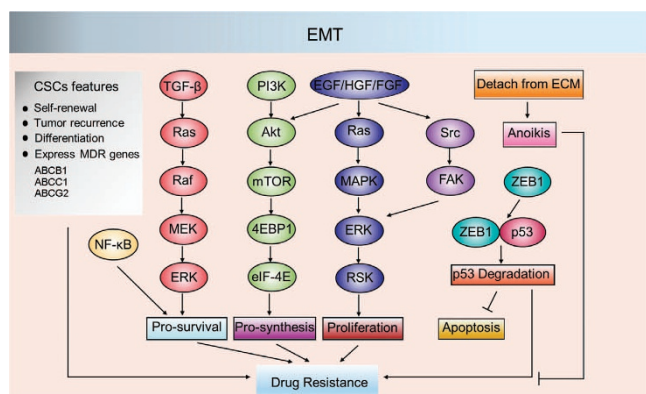 EMT
CSCs features
Self-renewal
Tumor recurrence
Differentiation
Express MDR genes
ABCB1
ABCC1
ABCG2
TGF-β
Ras
Raf
MEK
ERK
NF-κB
Pro-survival
PI3K
Akt
mTOR
4EBP1
eIF-4E
Pro-synthesis
EGF/HGF/FGF
Ras
MAPK
ERK
RSK
Proliferation
Src
FAK
Detach from ECM
Anoikis
ZEB1
ZEB1
p53
p53 Degradation
Apoptosis
Drug Resistance